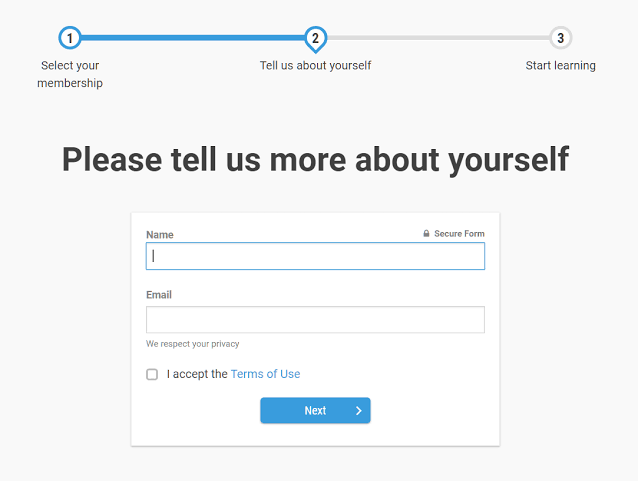 1
2
3
Select your
membership
Tell us about yourself
Start learning
Please tell us more about yourself
Name
Secure Form
Email
We respect your privacy
I accept the Terms of Use
Next